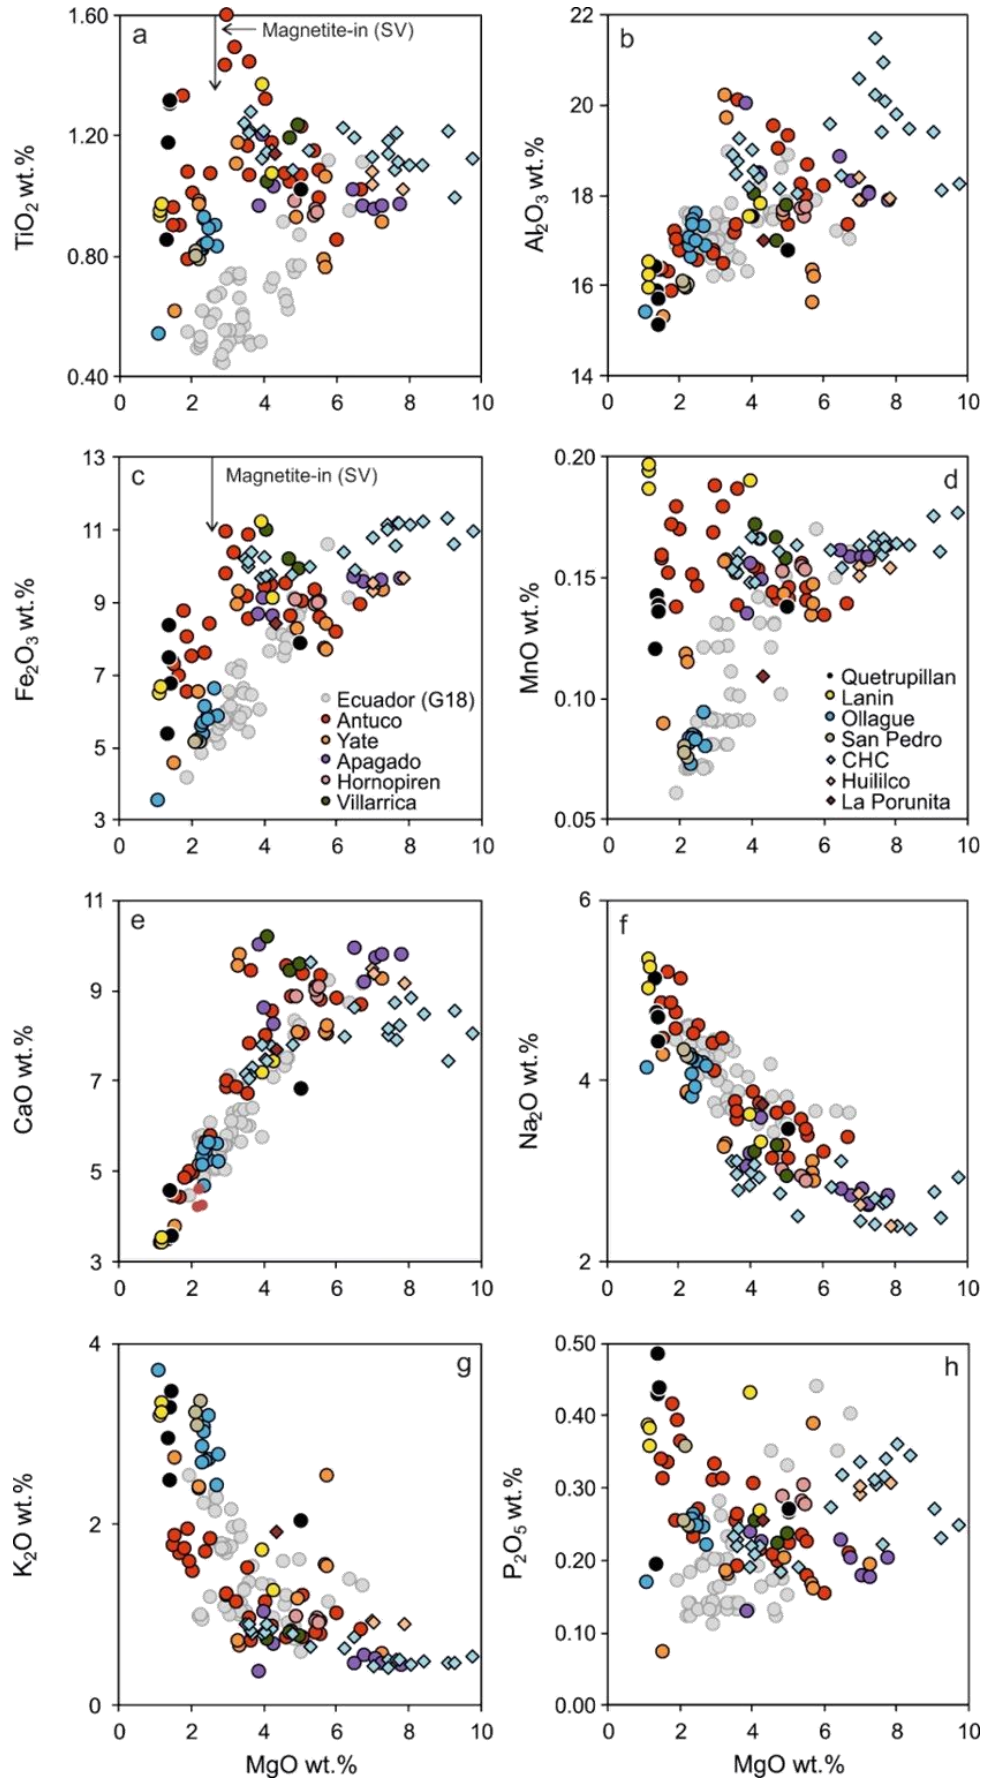 a
Magnetite-in (SV)
1.60
1.20
0.80
0.40
TiO2 wt.%
0 2 4 6 8 10
b
22
20
18
16
14
Al2O3 wt.%
0 2 4 6 8 10
c
Magnetite-in (SV)
13
11
9
7
5
3
Fe2O3 wt.%
Ecuador (G18)
Antuco
Yate
Apagado
Hornopiren
Villarrica
0 2 4 6 8 10
d
0.20
0.15
0.10
0.05
MnO wt.%
Quetrupillan
Lanin
Ollague
San Pedro
CHC
Huililco
La Porunita
0 2 4 6 8 10
e
11
9
7
5
3
CaO wt.%
0 2 4 6 8 10
f
6
4
2
Na2O wt.%
0 2 4 6 8 10
g
4
2
0
K2O wt.%
0 2 4 6 8 10
MgO wt.%
h
0.50
0.40
0.30
0.20
0.10
0.00
P2O5 wt.%
0 2 4 6 8 10
MgO wt.%